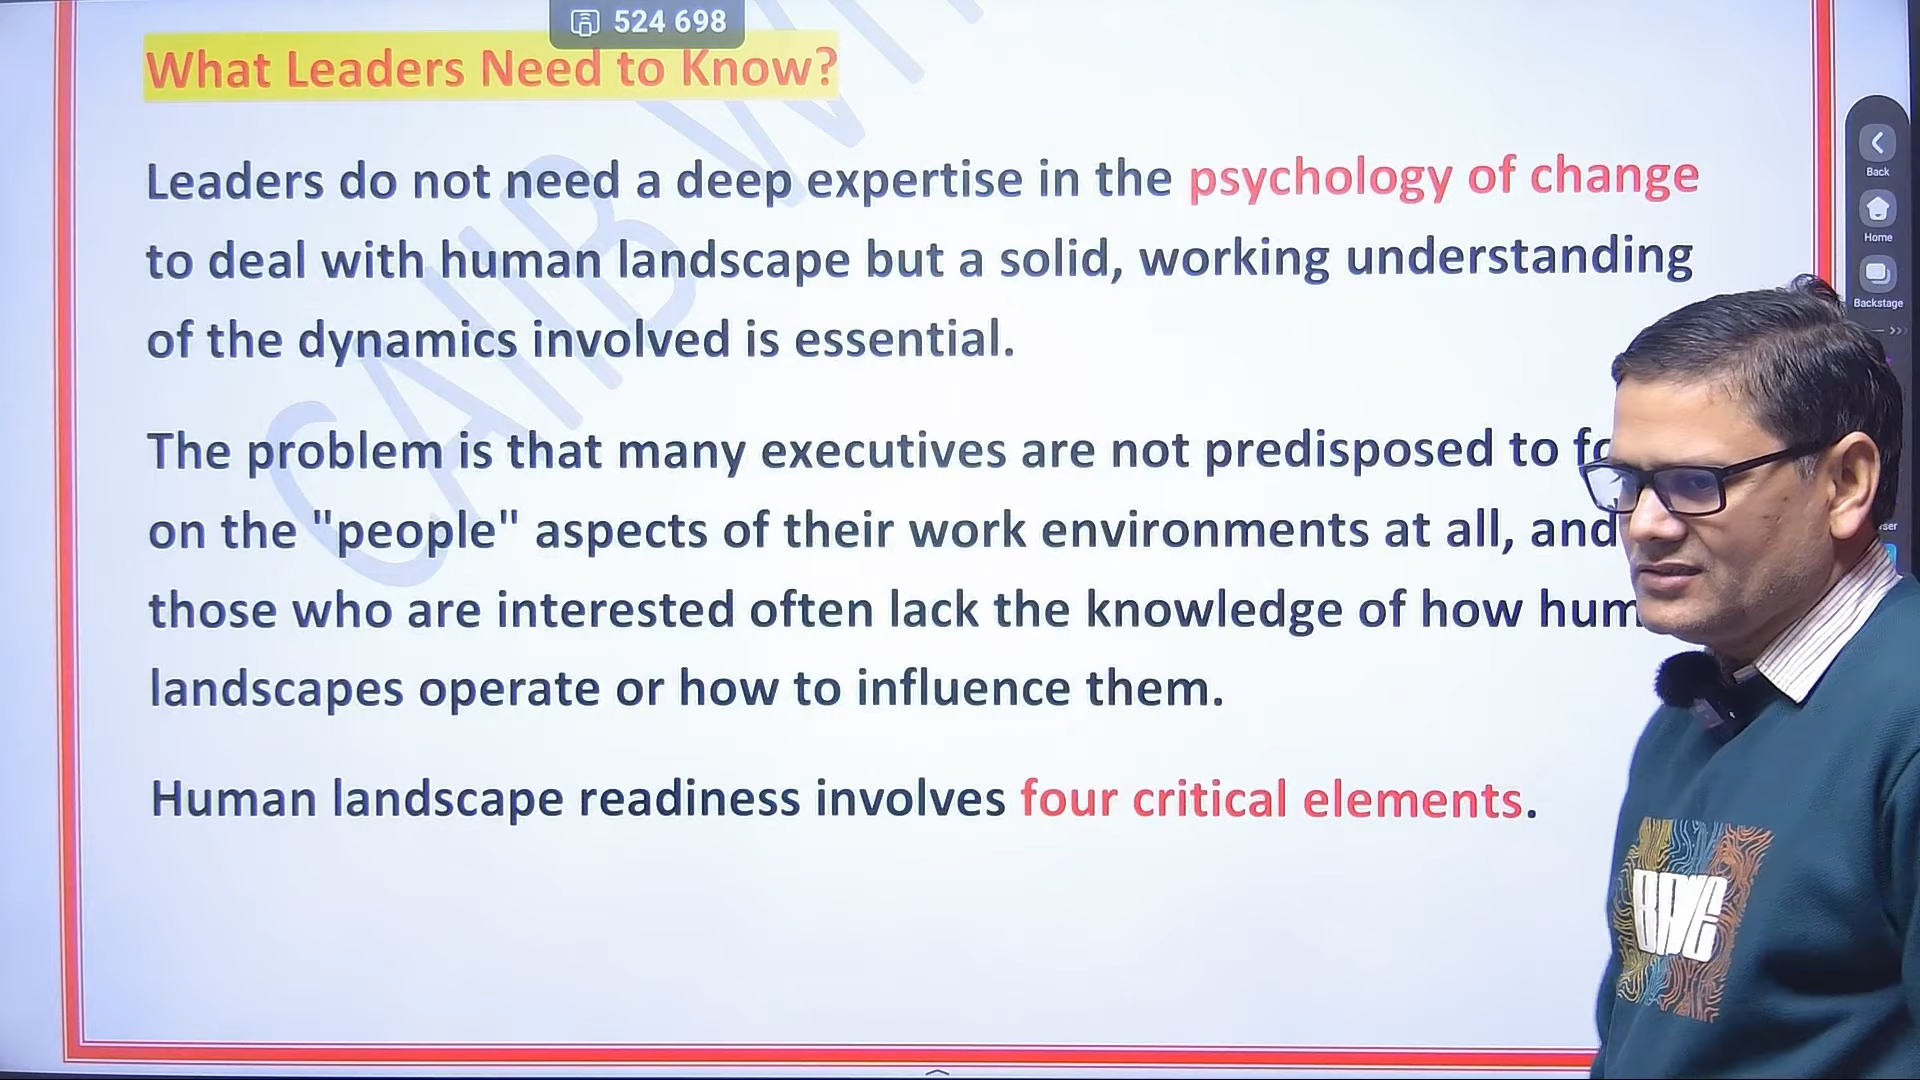 524 698
What Leaders Need to Know?
Leaders do not need a deep expertise in the psychology of change
to deal with human landscape but a solid, working understanding
of the dynamics involved is essential.
The problem is that many executives are not predisposed to
on the "people" aspects of their work environments at all, and
those who are interested often lack the knowledge of how
landscapes operate or how to influence them.
Human landscape readiness involves four critical elements.
CAIIB
Back
Home
Backstage